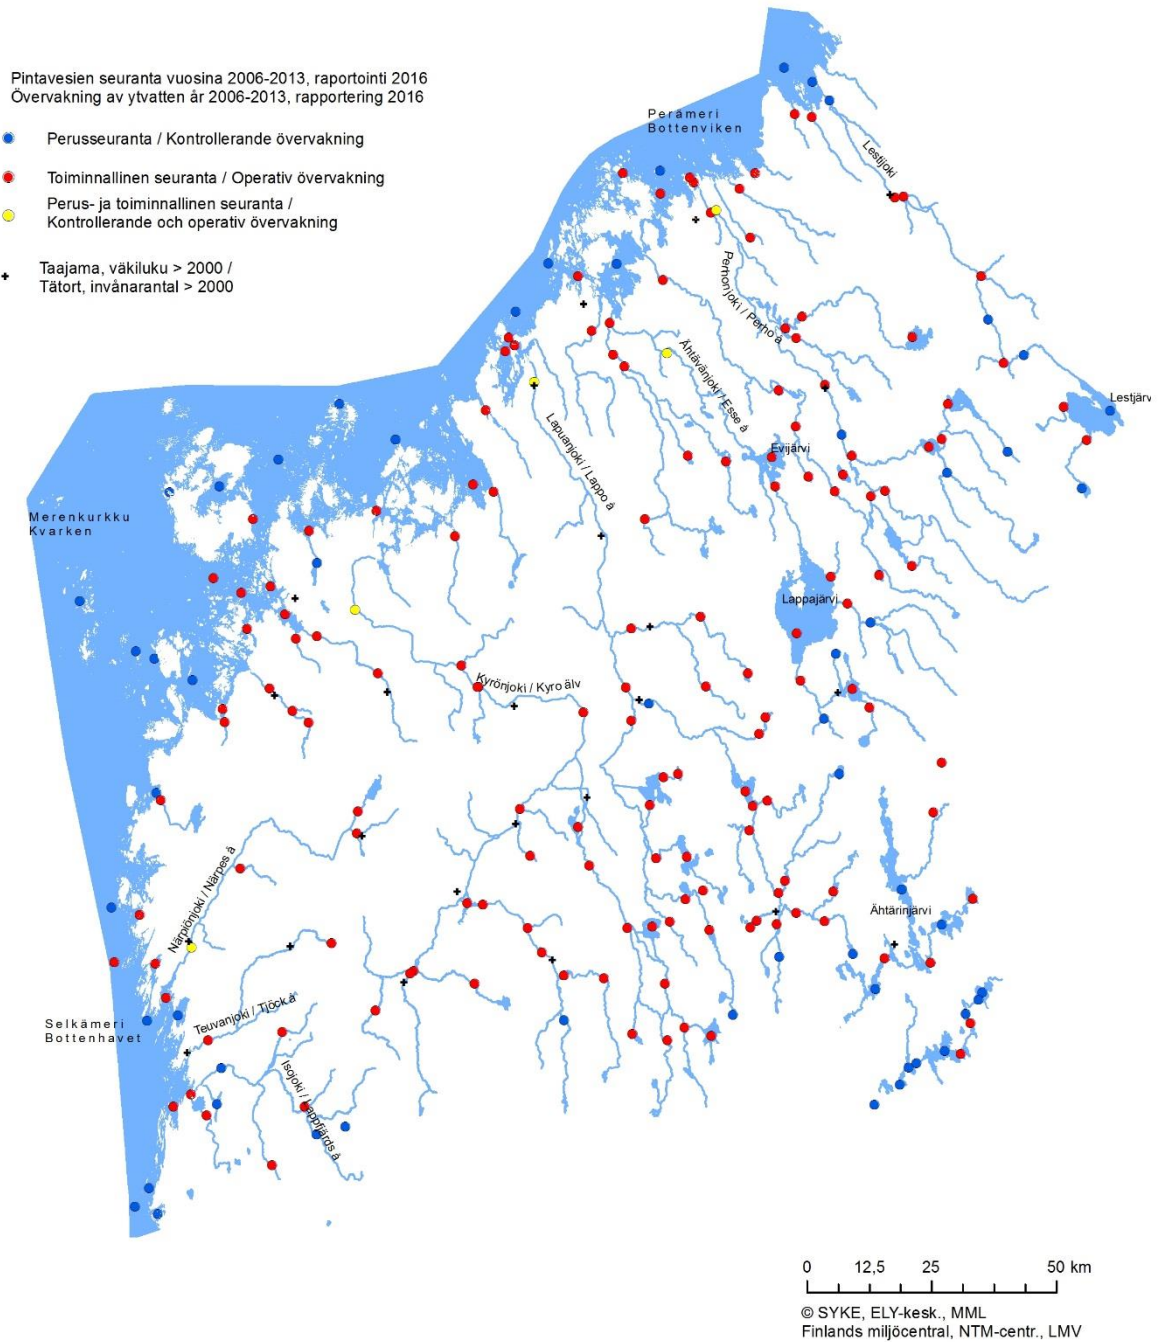 Pintavesien seuranta vuosina 2006-2013, raportointi 2016
Övervakning av ytvatten år 2006-2013, rapportering 2016
Perusseuranta / Kontrollerande övervakning
Toiminnallinen seuranta / Operativ övervakning
Perus- ja toiminnallinen seuranta /
Kontrollerande och operativ övervakning
Taajama, väkiluku > 2000 /
Tätort, invånarantal > 2000
Perämeri
Bottenviken
Lestijoki
Perhonjoki / Perho å
Ähtävänjoki / Esse å
Lestjärv
Lapuanjoki / Lappo å
Evijärvi
Merenkurkku
Kvarken
Lappajärvi
Kyrönjoki / Kyro älv
Närpiönjoki / Närpes å
Ähtärinjärvi
Teuvanjoki / Tjöck å
Selkämeri
Bottenhavet
Isojoki / Lappfjärds å
0 12,5 25 50 km
© SYKE, ELY-kesk., MML
Finlands miljöcentral, NTM-centr., LMV